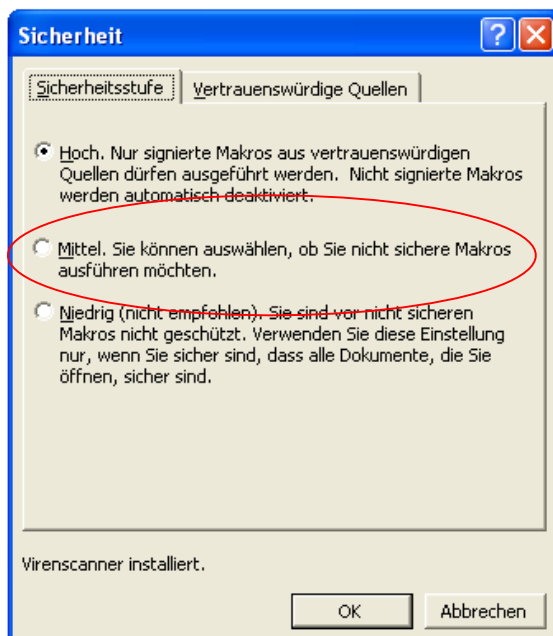 Sicherheit
Sicherheitsstufe
Vertrauenswürdige Quellen
Hoch. Nur signierte Makros aus vertrauenswürdigen
Quellen dürfen ausgeführt werden. Nicht signierte Makros
werden automatisch deaktiviert.
Mittel. Sie können auswählen, ob Sie nicht sichere Makros
ausführen möchten.
Niedrig (nicht empfohlen). Sie sind vor nicht sicheren
Makros nicht geschützt. Verwenden Sie diese Einstellung
nur, wenn Sie sicher sind, dass alle Dokumente, die Sie
öffnen, sicher sind.
Virenscanner installiert.
OK
Abbrechen